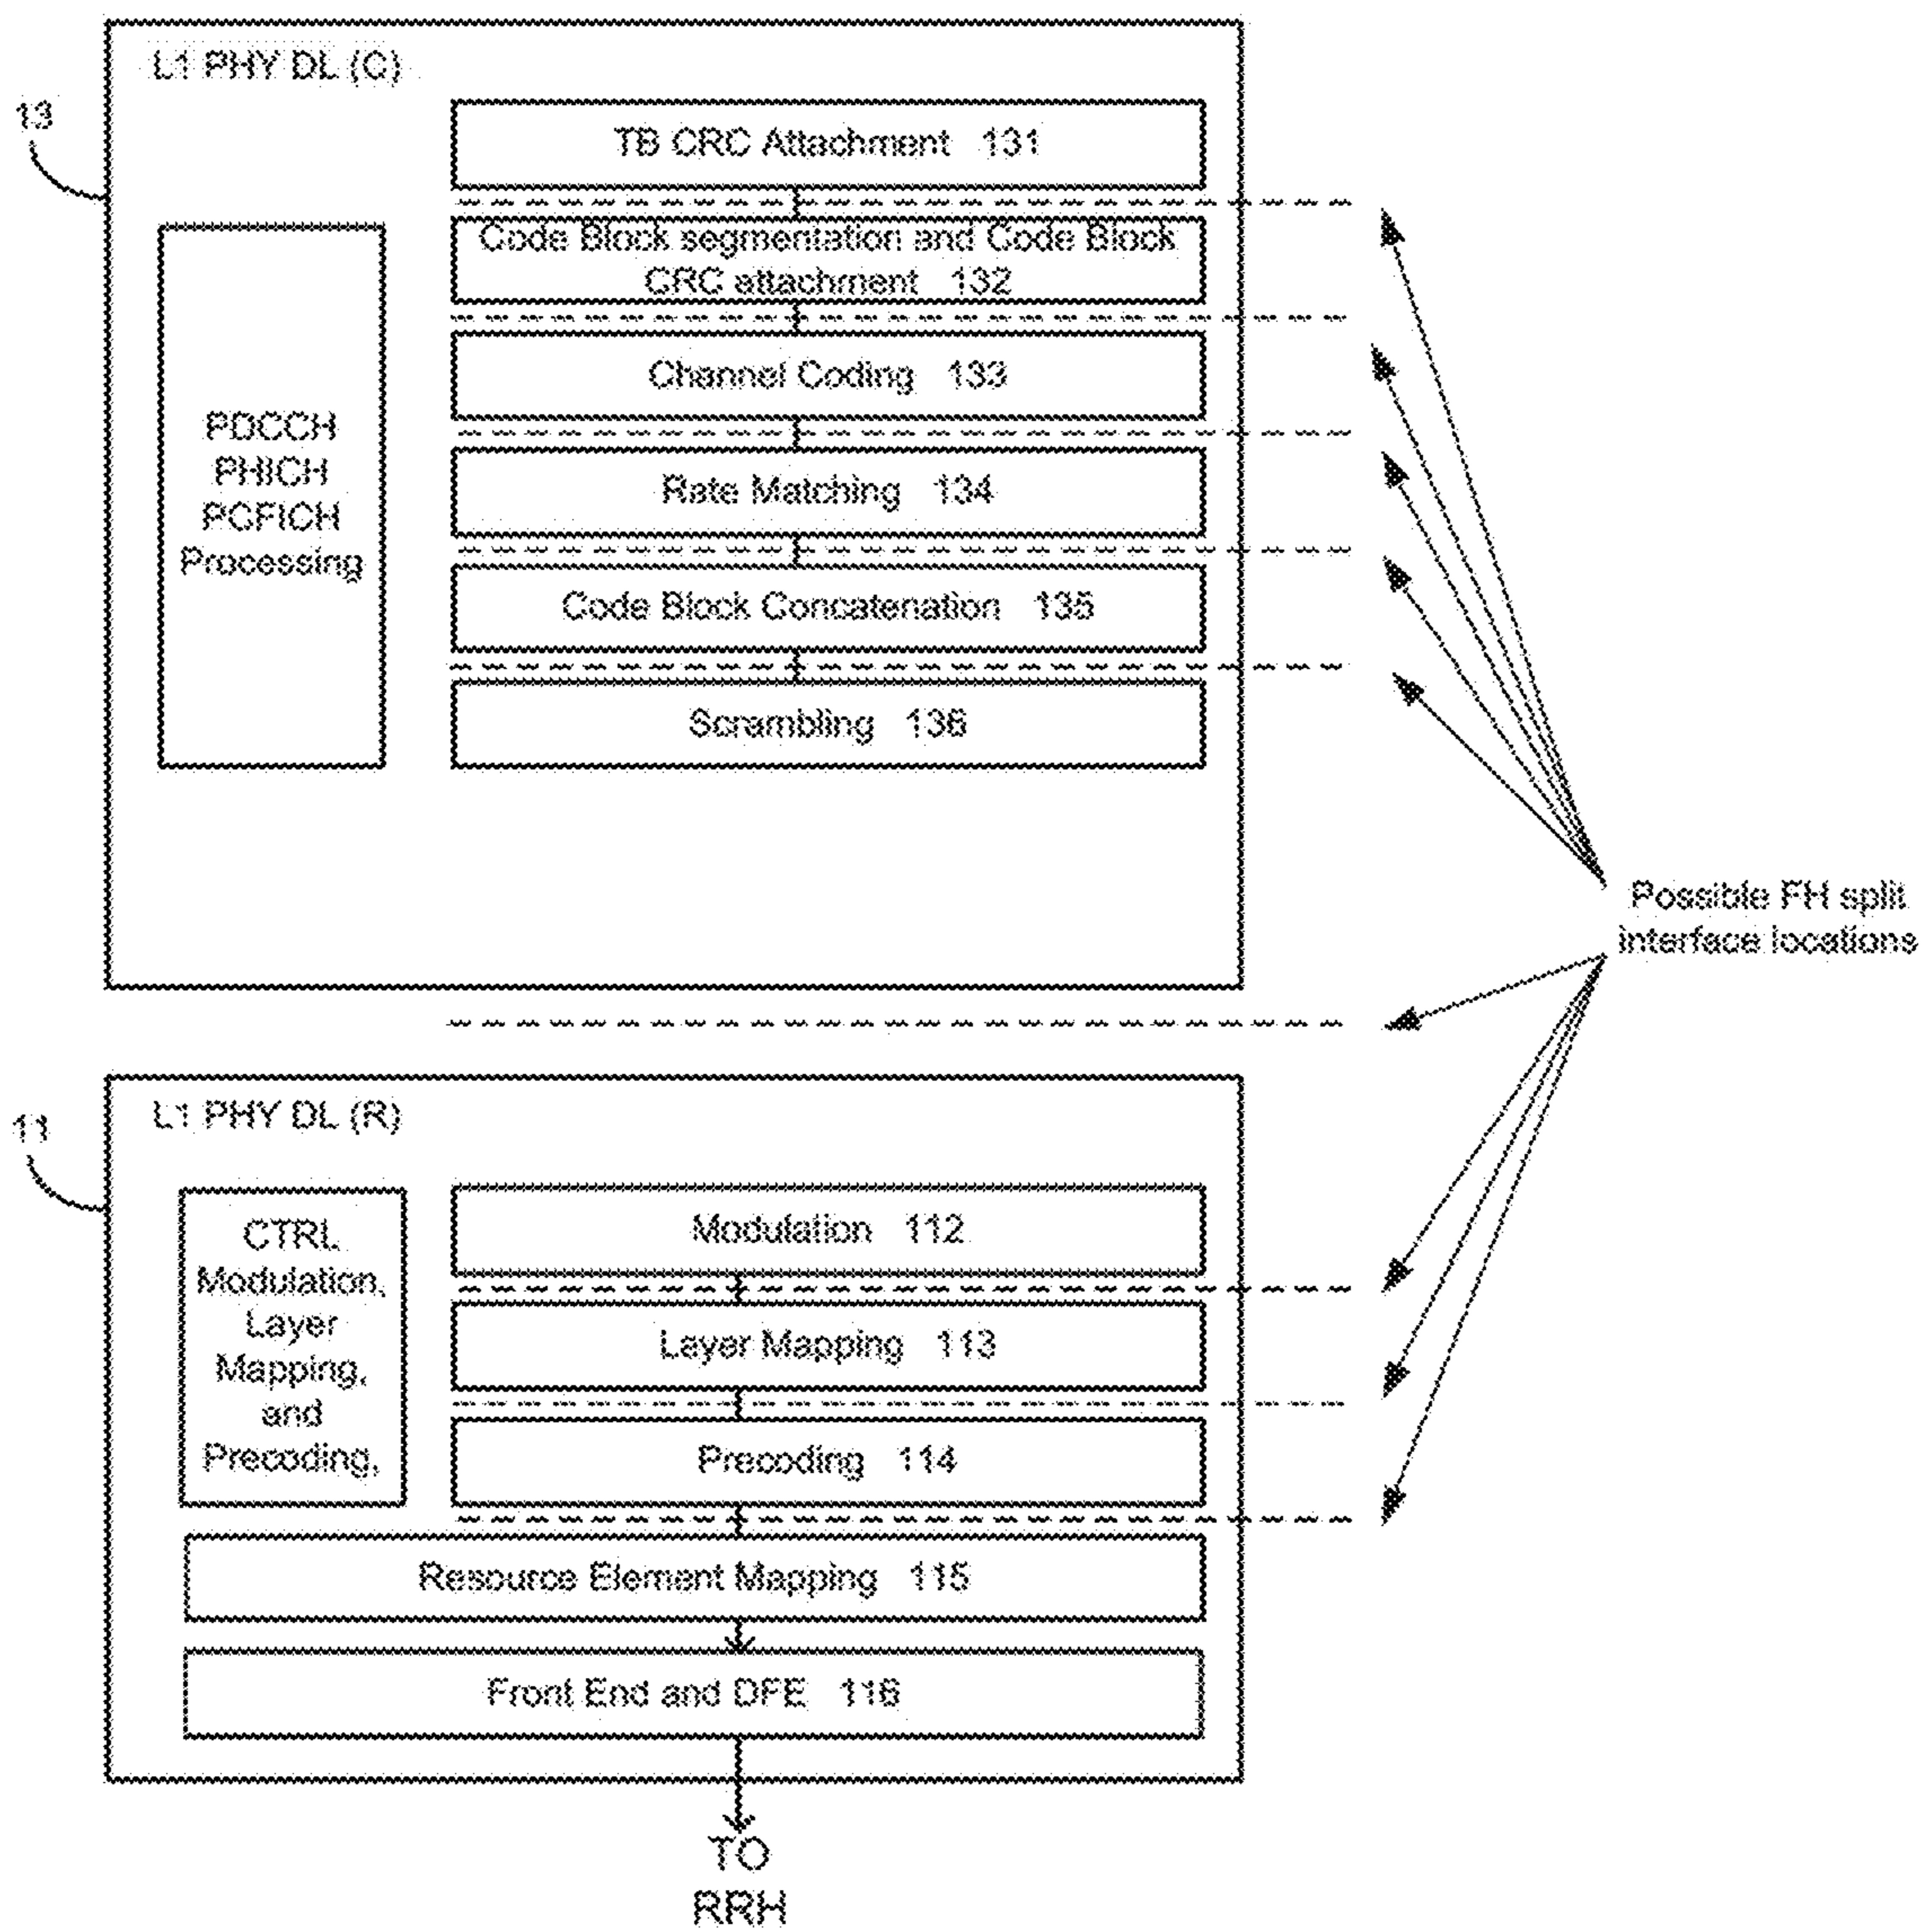 L1 PHY DL (C)
13
TB CRC Attachment 131
Code Block segmentation and Code Block
CRC attachment 132
Channel Coding 133
Rate Matching 134
Code Block Concatenation 135
Scrambling 136
PDCCH
PHICH
PCFICH
Processing
Possible FH split
interface locations
L1 PHY DL (R)
11
CTRL
Modulation,
Layer
Mapping,
and
Precoding,
Modulation 112
Layer Mapping 113
Precoding 114
Resource Element Mapping 115
Front End and DFE 116
TO
RRH